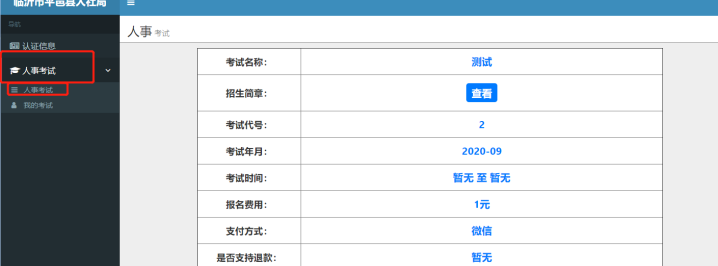 临沂市平邑县人社局
导航
认证信息
人事考试
人事考试
我的考试
人事 考试
考试名称： 测试
招生简章： 查看
考试代号： 2
考试年月： 2020-09
考试时间： 暂无 至 暂无
报名费用： 1元
支付方式： 微信
是否支持退款： 暂无